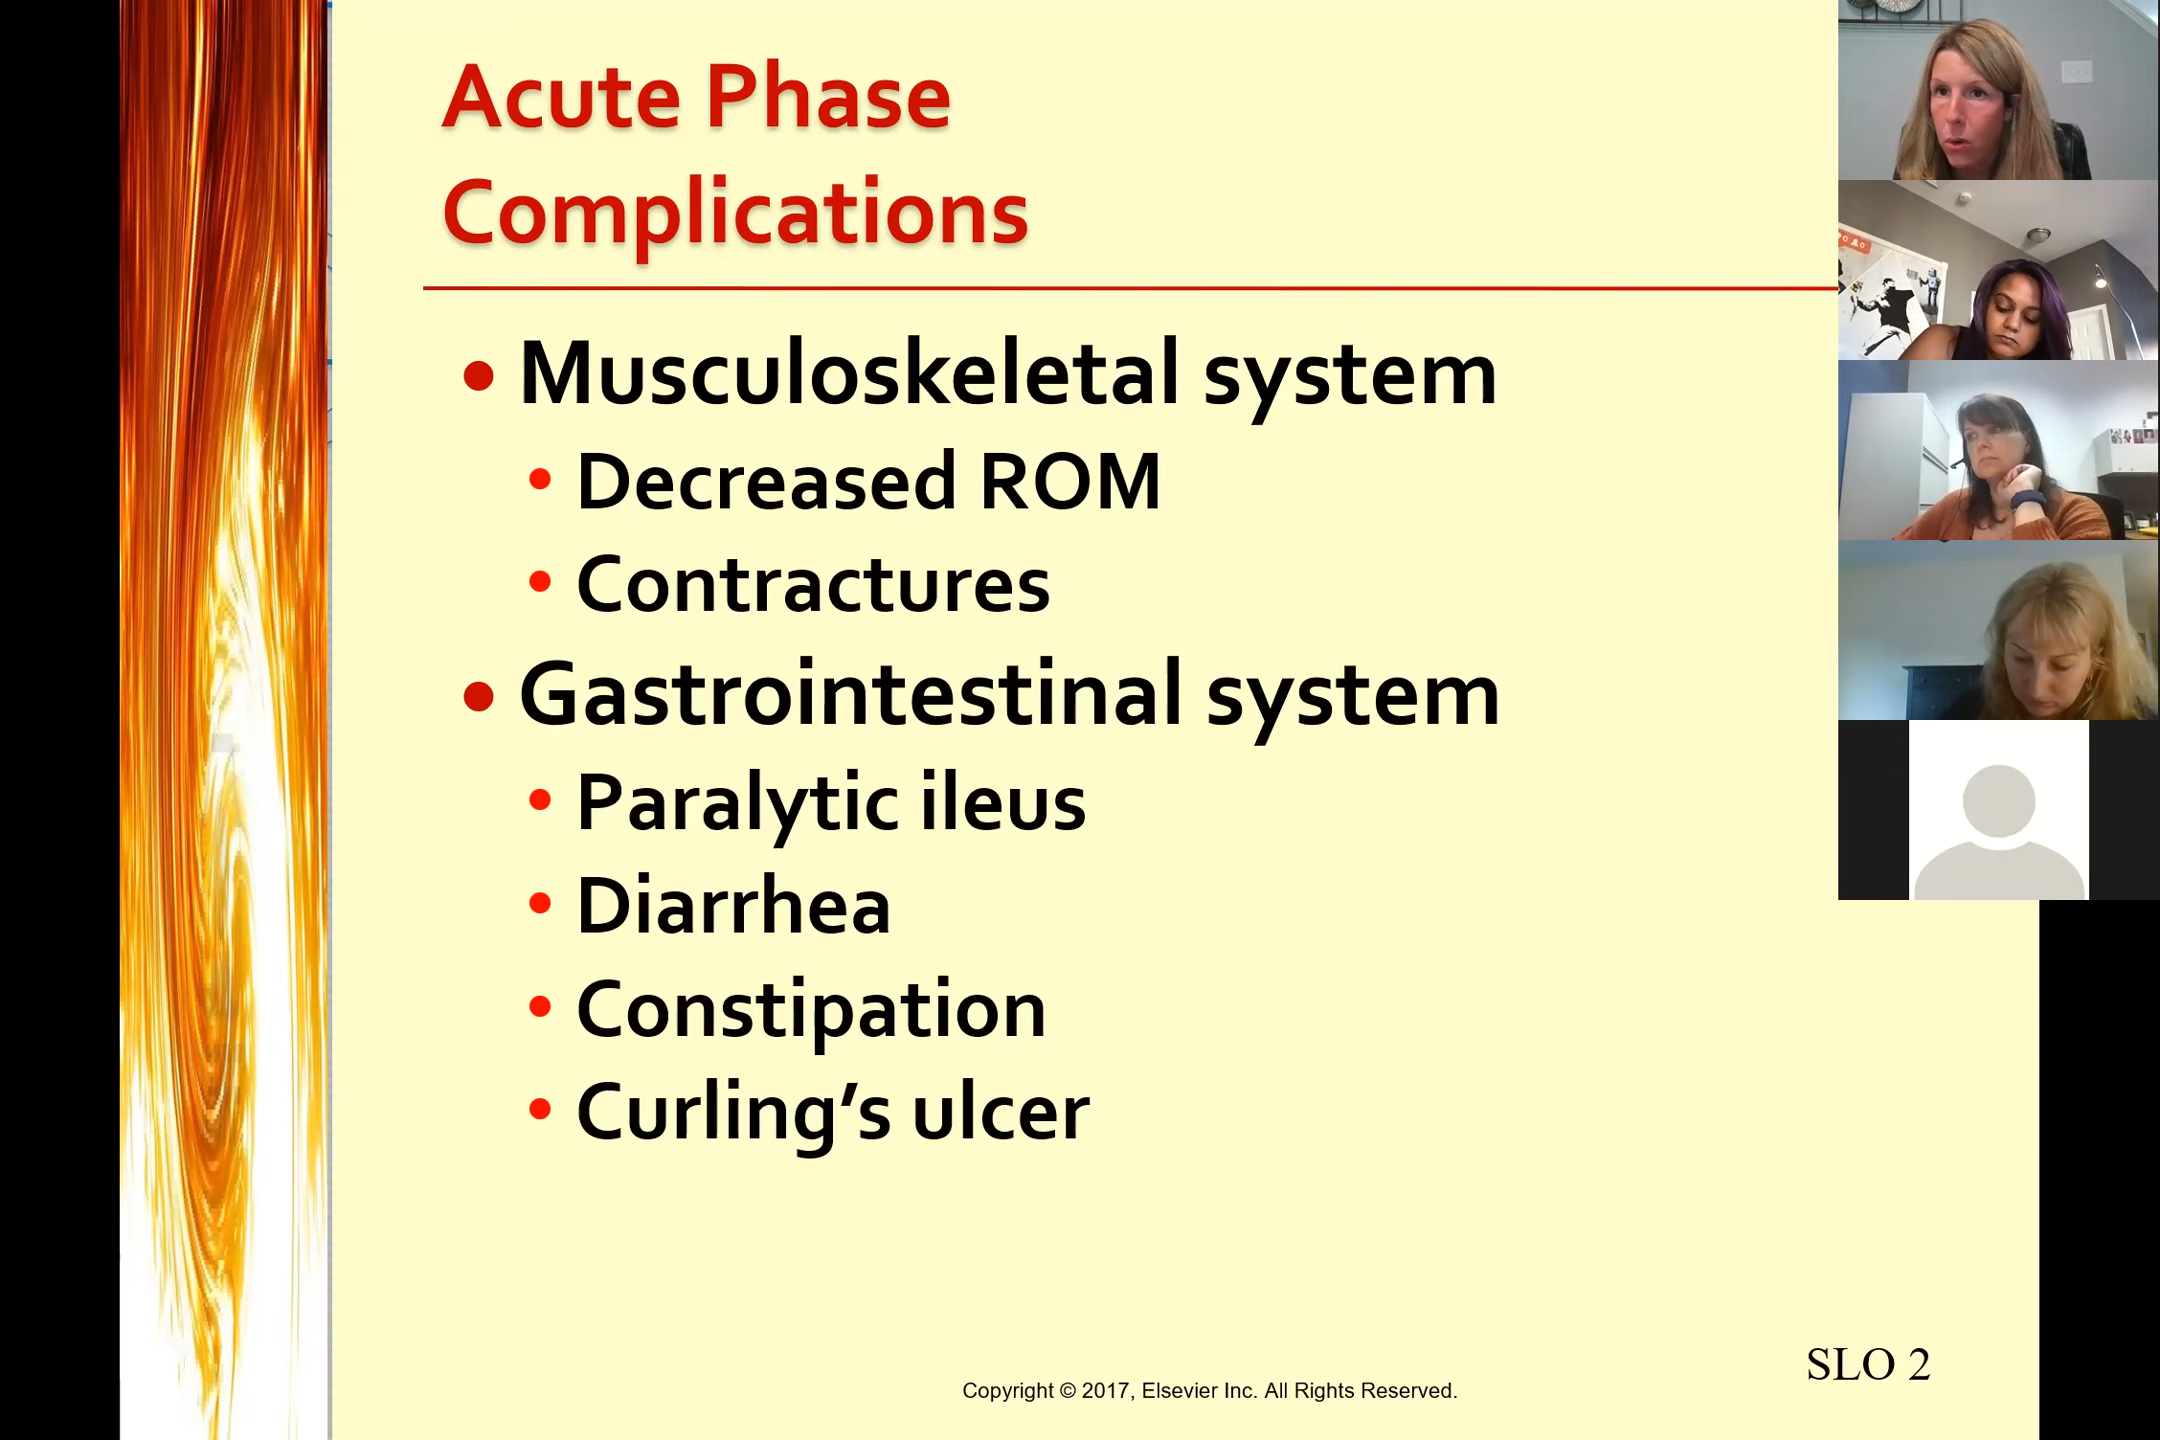 Acute Phase
Complications
• Musculoskeletal system
• Decreased ROM
• Contractures
• Gastrointestinal system
• Paralytic ileus
• Diarrhea
• Constipation
• Curling’s ulcer
SLO 2
Copyright © 2017, Elsevier Inc. All Rights Reserved.